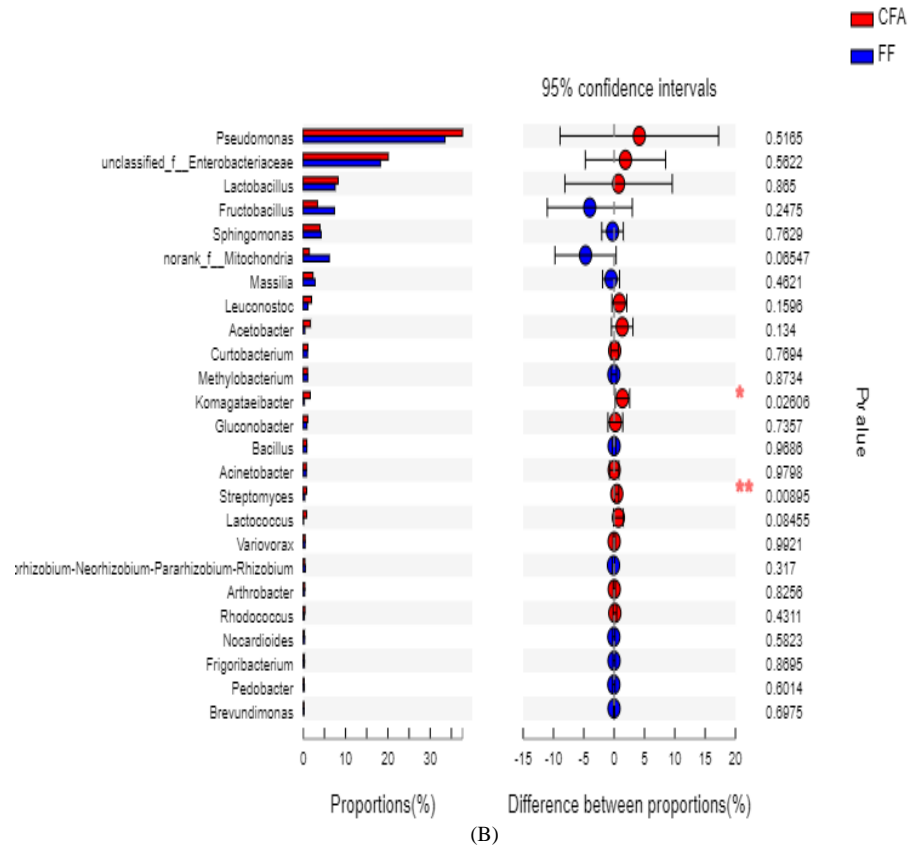 CFA
FF
95% confidence intervals
Pseudomonas 0.5165
unclassified_f__Enterobacteriaceae 0.5622
Lactobacillus 0.865
Fructobacillus 0.2475
Sphingomonas 0.7629
norank_f__Mitochondria 0.06547
Massilia 0.4621
Leuconostoc 0.1596
Acetobacter 0.134
Curtobacterium 0.7694
Methylobacterium 0.8734
Komagataeibacter * 0.02606
Gluconobacter 0.7357
Bacillus 0.9686
Acinetobacter 0.9798
Streptomyces ** 0.00895
Lactococcus 0.08455
Variovorax 0.9921
orhizobium-Neorhizobium-Pararhizobium-Rhizobium 0.317
Arthrobacter 0.8256
Rhodococcus 0.4311
Nocardioides 0.5823
Frigoribacterium 0.8695
Pedobacter 0.6014
Brevundimonas 0.6975
P value
0 10 20 30 -15 -10 -5 0 5 10 15 20
Proportions(%) Difference between proportions(%)
(B)